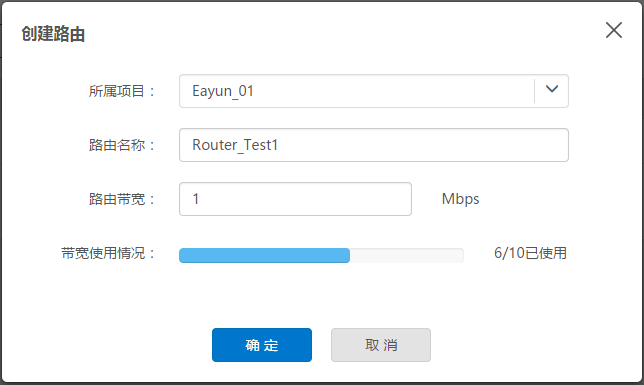 创建路由
所属项目： Eayun_01
路由名称： Router_Test1
路由带宽： 1 Mbps
带宽使用情况： 6/10已使用
确 定 取 消